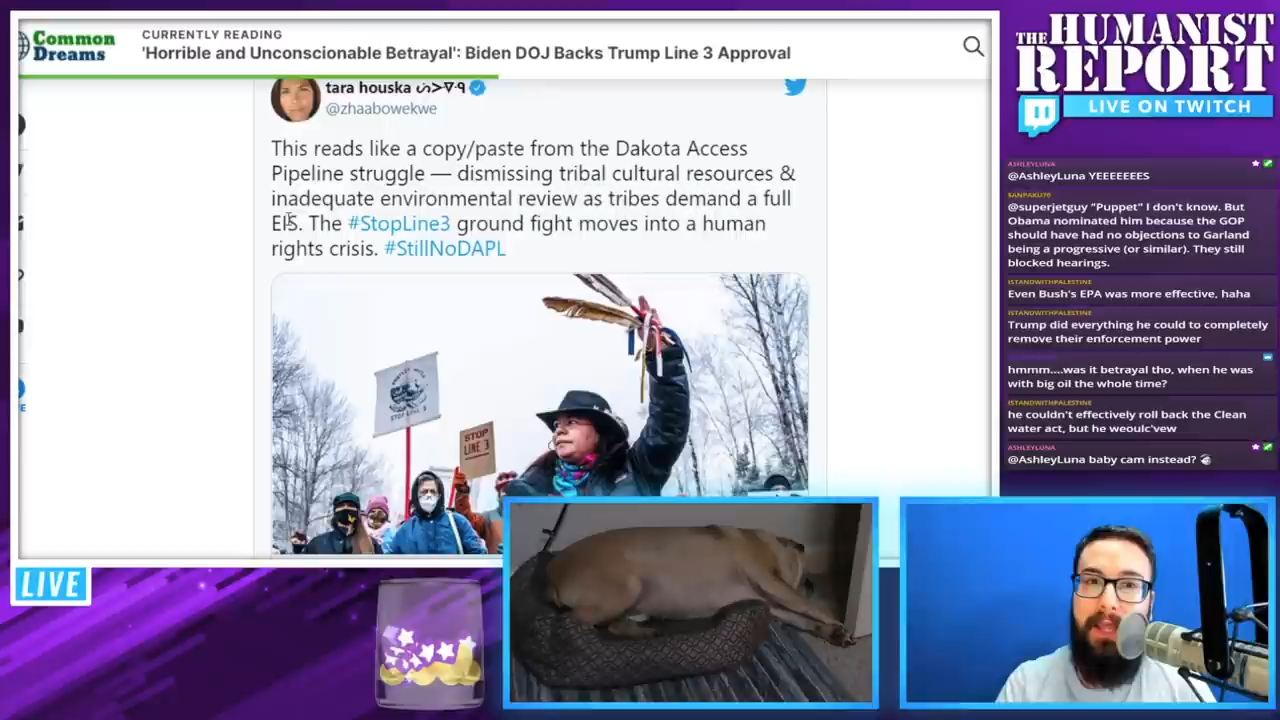 Common
Dreams
CURRENTLY READING
'Horrible and Unconscionable Betrayal': Biden DOJ Backs Trump Line 3 Approval
tara houska ᔕᐳᐁᐧᑫ
@zhaabowekwe
This reads like a copy/paste from the Dakota Access
Pipeline struggle — dismissing tribal cultural resources &
inadequate environmental review as tribes demand a full
EIS. The #StopLine3 ground fight moves into a human
rights crisis. #StillNoDAPL
STOP LINE 3
STOP
LINE 3
LIVE
THE HUMANIST
REPORT
LIVE ON TWITCH
ASHLEYLUNA
@AshleyLuna YEEEEEEES
SANPAKU70
@superjetguy "Puppet" I don't know. But
Obama nominated him because the GOP
should have had no objections to Garland
being a progressive (or similar). They still
blocked hearings.
ISTANDWITHPALESTINE
Even Bush's EPA was more effective, haha
ISTANDWITHPALESTINE
Trump did everything he could to completely
remove their enforcement power
hmmm....was it betrayal tho, when he was
with big oil the whole time?
ISTANDWITHPALESTINE
he couldn't effectively roll back the Clean
water act, but he weoulc'vew
ASHLEYLUNA
@AshleyLuna baby cam instead?